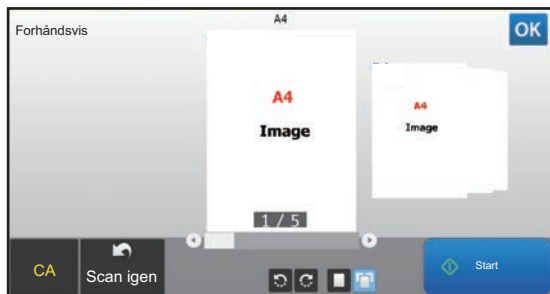 A4
Forhåndsvis
OK
A4
Image
A4
Image
1 / 5
CA
Scan igen
Start